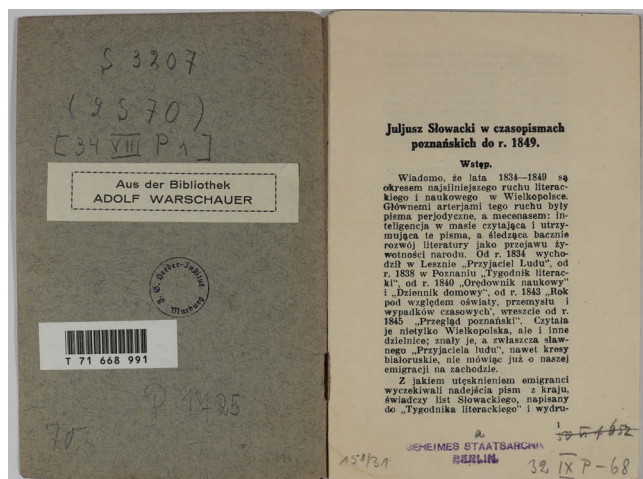 S 3207
(2 S 70)
[34 VIII P 1]
Aus der Bibliothek
ADOLF WARSCHAUER
J. G. Herder-Institut
Marburg
T 71 668 991
P 425
Juljusz Słowacki w czasopismach
poznańskich do r. 1849.
Wstęp.
Wiadomo, że lata 1834—1849 są
okresem najsilniejszego ruchu literac-
kiego i naukowego w Wielkopolsce.
Głównemi arterjami tego ruchu były
pisma perjodyczne, a mecenasem: in-
teligencja w masie czytająca i utrzy-
mująca te pisma, a śledząca bacznie
rozwój literatury jako przejawu ży-
wotności narodu. Od r. 1834 wycho-
dził w Lesznie „Przyjaciel Ludu", od
r. 1838 w Poznaniu „Tygodnik literac-
ki", od r. 1840 „Orędownik naukowy"
i „Dziennik domowy", od r. 1843 „Rok
pod względem oświaty, przemysłu i
wypadków czasowych', wreszcie od r.
1845 „Przegląd poznański". Czytała
je nietylko Wielkopolska, ale i inne
dzielnice; znały je, a zwłaszcza sław-
nego „Przyjaciela ludu", nawet kresy
białoruskie, nie mówiąc już o naszej
emigracji na zachodzie.
Z jakiem utęsknieniem emigranci
wyczekiwali nadejścia pism z kraju,
świadczy list Słowackiego, napisany
do „Tygodnika literackiego" i wydru-
1
a
GEHEIMES STAATSARCHIV
BERLIN
32 IX P - 68